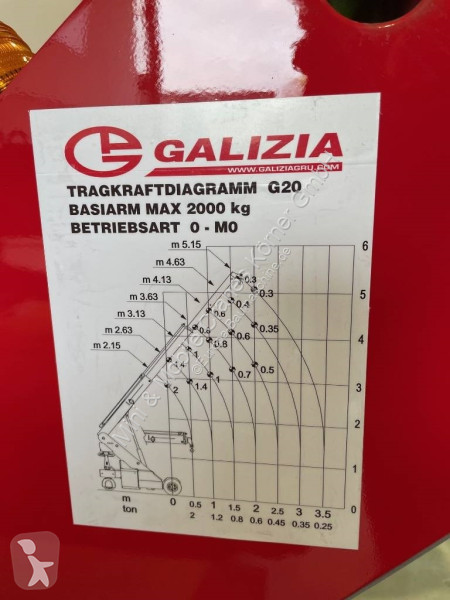 GALIZIA
WWW.GALIZIAGRU.COM
TRAGKRAFTDIAGRAMM G20
BASIARM MAX 2000 kg
BETRIEBSART 0 - M0
m 5.15
m 4.63
m 4.13
m 3.63
m 3.13
m 2.63
m 2.15
6
5
4
3
2
1
0
0.3
0.3
0.4
0.35
0.6
0.6
0.5
0.8
0.7
1
1.4
2
m 0 0.5 1 1.5 2 2.5 3 3.5
ton 2 1.2 0.8 0.6 0.45 0.35 0.25